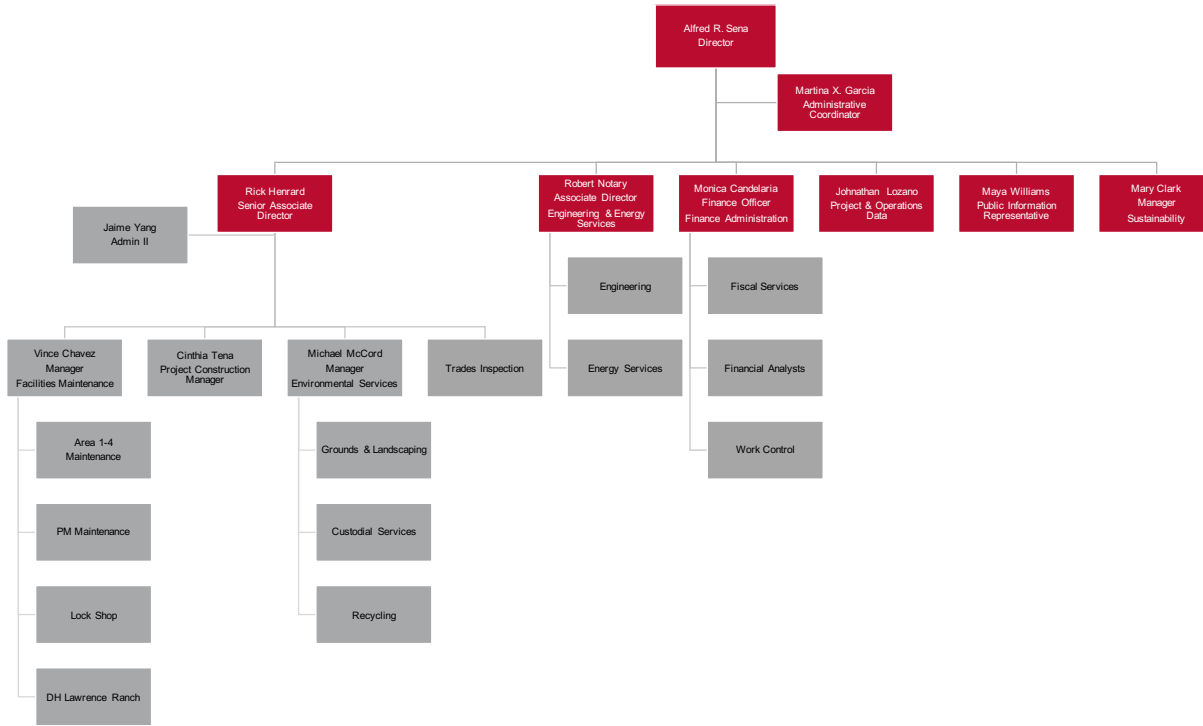 Alfred R. Sena
Director
Martina X. Garcia
Administrative
Coordinator
Rick Henrard
Senior Associate
Director
Robert Notary
Associate Director
Engineering & Energy
Services
Monica Candelaria
Finance Officer
Finance Administration
Johnathan Lozano
Project & Operations
Data
Maya Williams
Public Information
Representative
Mary Clark
Manager
Sustainability
Jaime Yang
Admin II
Engineering
Energy Services
Fiscal Services
Financial Analysts
Work Control
Vince Chavez
Manager
Facilities Maintenance
Cinthia Tena
Project Construction
Manager
Michael McCord
Manager
Environmental Services
Trades Inspection
Area 1-4
Maintenance
PM Maintenance
Lock Shop
DH Lawrence Ranch
Grounds & Landscaping
Custodial Services
Recycling